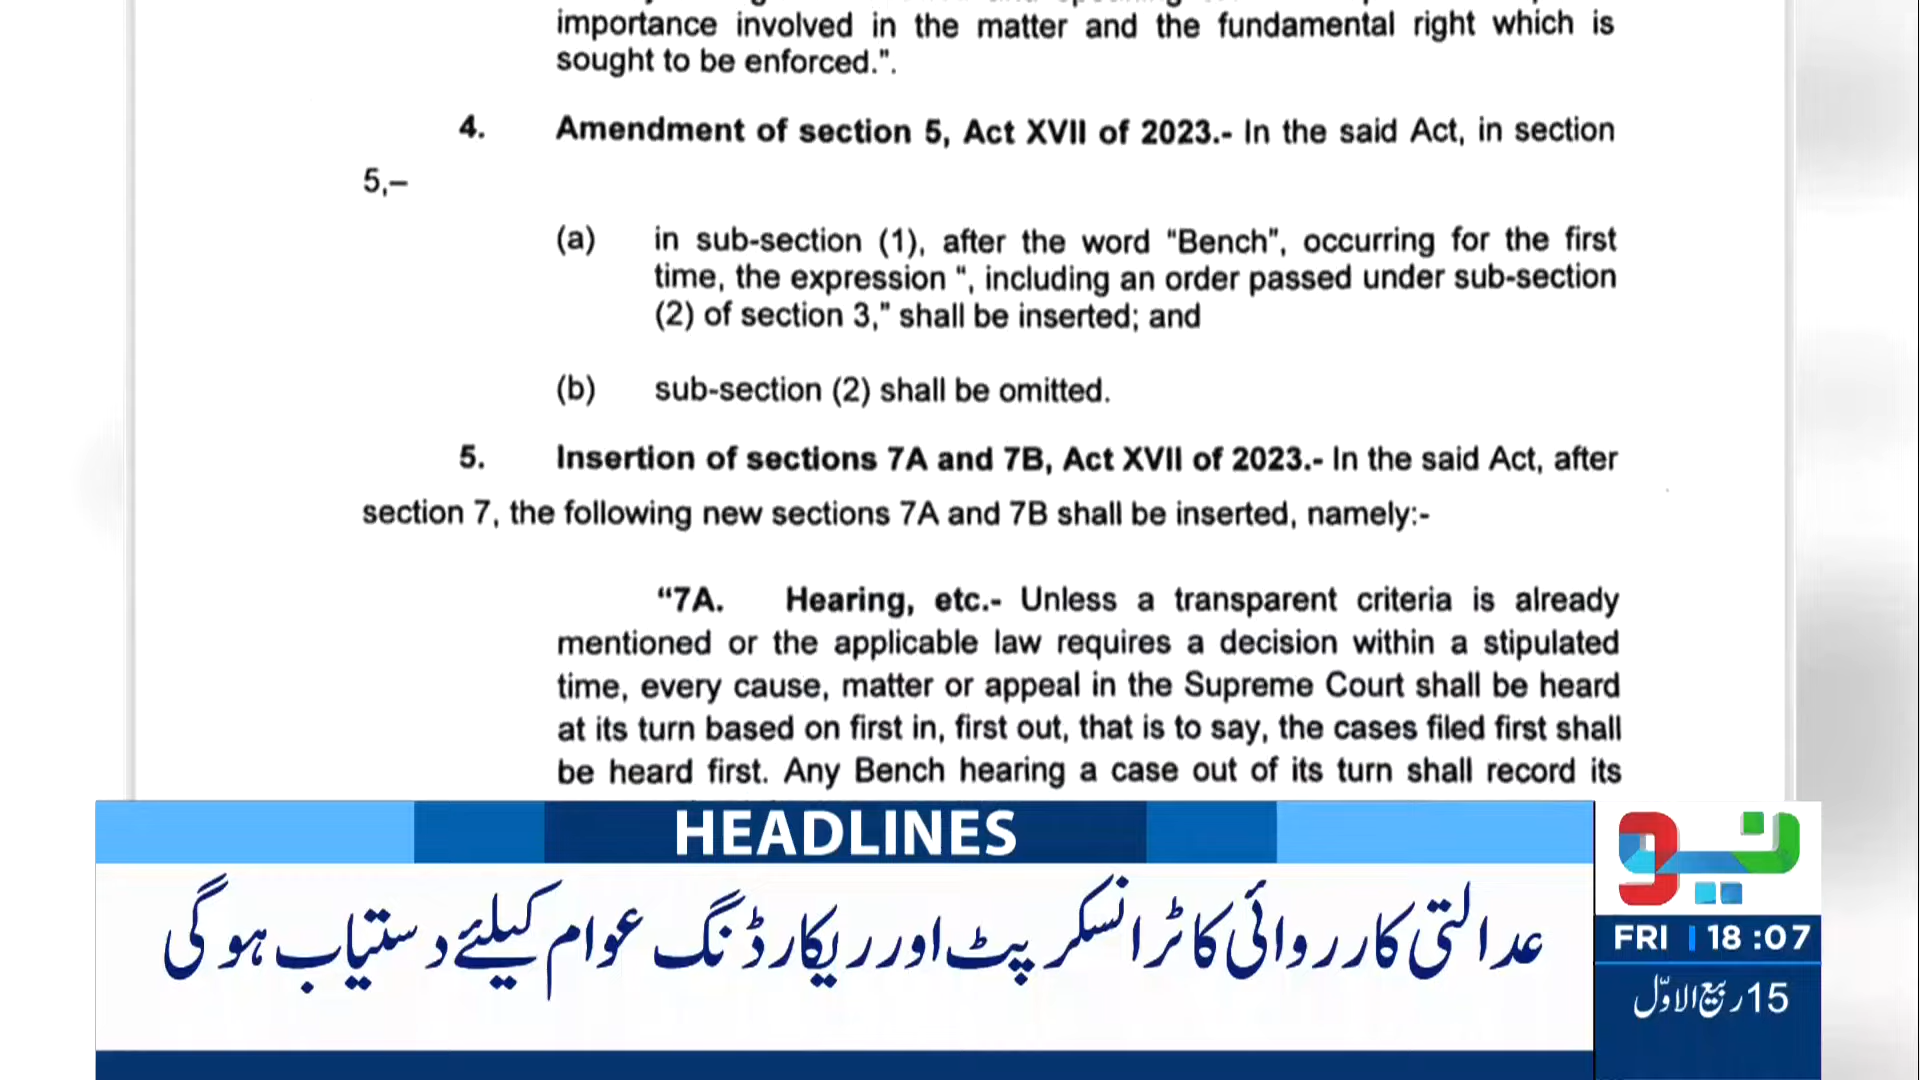 importance involved in the matter and the fundamental right which is
sought to be enforced.".
4. Amendment of section 5, Act XVII of 2023.- In the said Act, in section
5,–
(a) in sub-section (1), after the word "Bench", occurring for the first
time, the expression ", including an order passed under sub-section
(2) of section 3," shall be inserted; and
(b) sub-section (2) shall be omitted.
5. Insertion of sections 7A and 7B, Act XVII of 2023.- In the said Act, after
section 7, the following new sections 7A and 7B shall be inserted, namely:-
"7A. Hearing, etc.- Unless a transparent criteria is already
mentioned or the applicable law requires a decision within a stipulated
time, every cause, matter or appeal in the Supreme Court shall be heard
at its turn based on first in, first out, that is to say, the cases filed first shall
be heard first. Any Bench hearing a case out of its turn shall record its
HEADLINES
عدالتی کارروائی کا ٹرانسکرپٹ اور ریکارڈنگ عوام کیلئے دستیاب ہوگی
نیو
FRI | 18:07
15 ربیع الاوّل